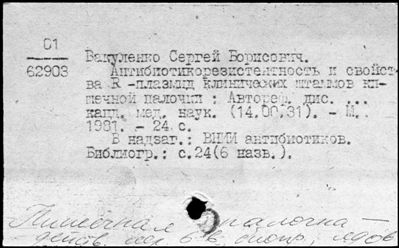 С1
62903
Вакуленко Сергей Борисович.
Антибиотикорезистентность и свойст-
ва R-плазмид клинических штаммов ки-
шечной палочки : Автореф. дис. ...
канд. мед. наук. (14.00.31). - М.,
1981. - 24 с.
В надзаг.: ВНИИ антибиотиков.
Библиогр.: с.24(6 назв.).
Кишечная палочка —